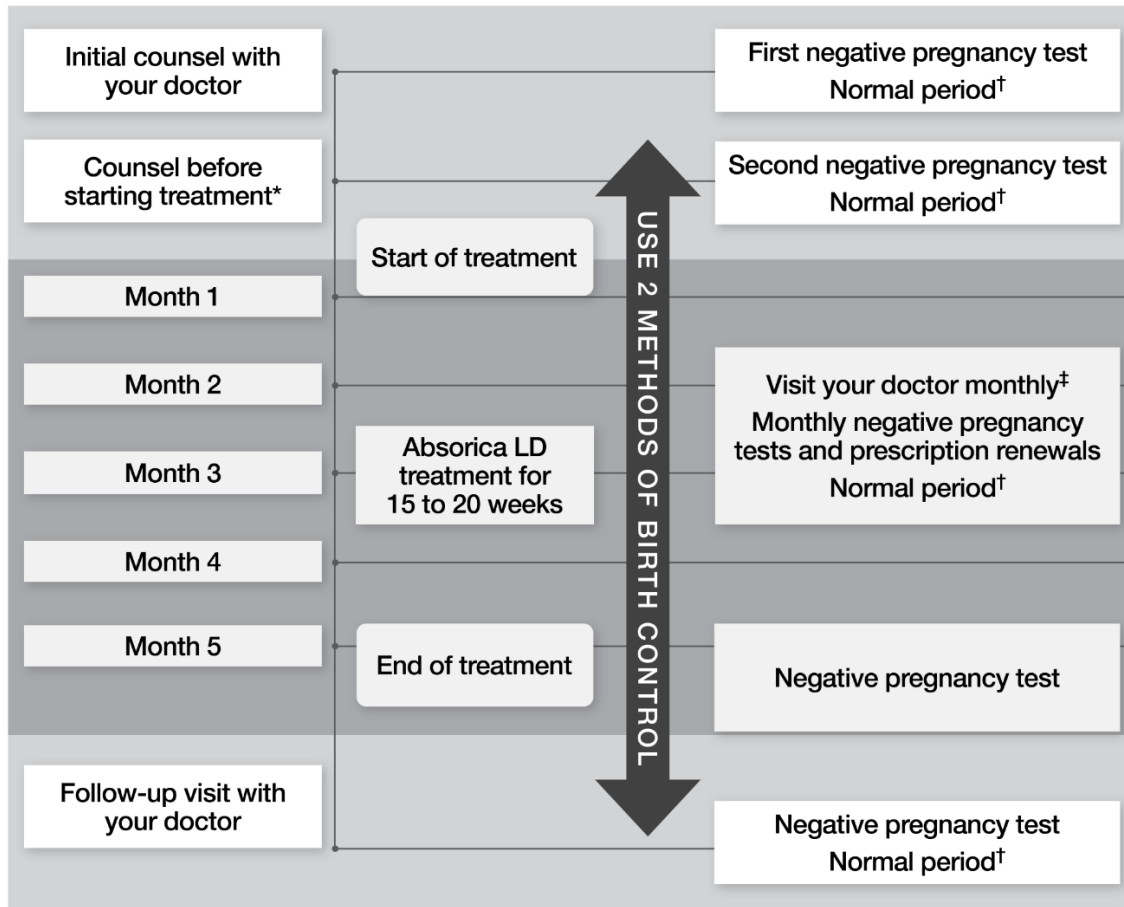 Initial counsel with
your doctor
First negative pregnancy test
Normal period†
Counsel before
starting treatment*
Second negative pregnancy test
Normal period†
Start of treatment
USE 2 METHODS OF BIRTH CONTROL
Month 1
Month 2
Visit your doctor monthly‡
Monthly negative pregnancy
tests and prescription renewals
Normal period†
Month 3
Absorica LD
treatment for
15 to 20 weeks
Month 4
Month 5
End of treatment
Negative pregnancy test
Follow-up visit with
your doctor
Negative pregnancy test
Normal period†